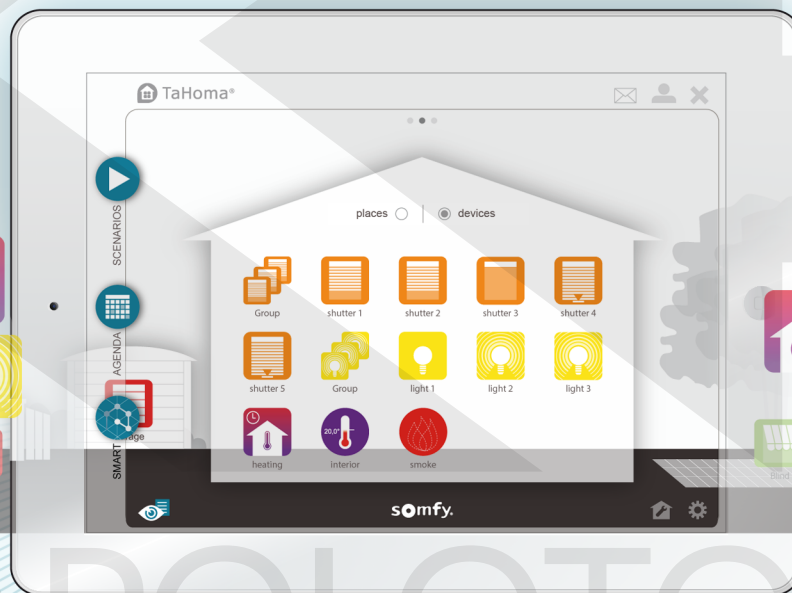 TaHoma®
places
devices
SCENARIOS
Group
shutter 1
shutter 2
shutter 3
shutter 4
AGENDA
shutter 5
Group
light 1
light 2
light 3
SMART
20,0°
heating
interior
smoke
Blind
somfy.